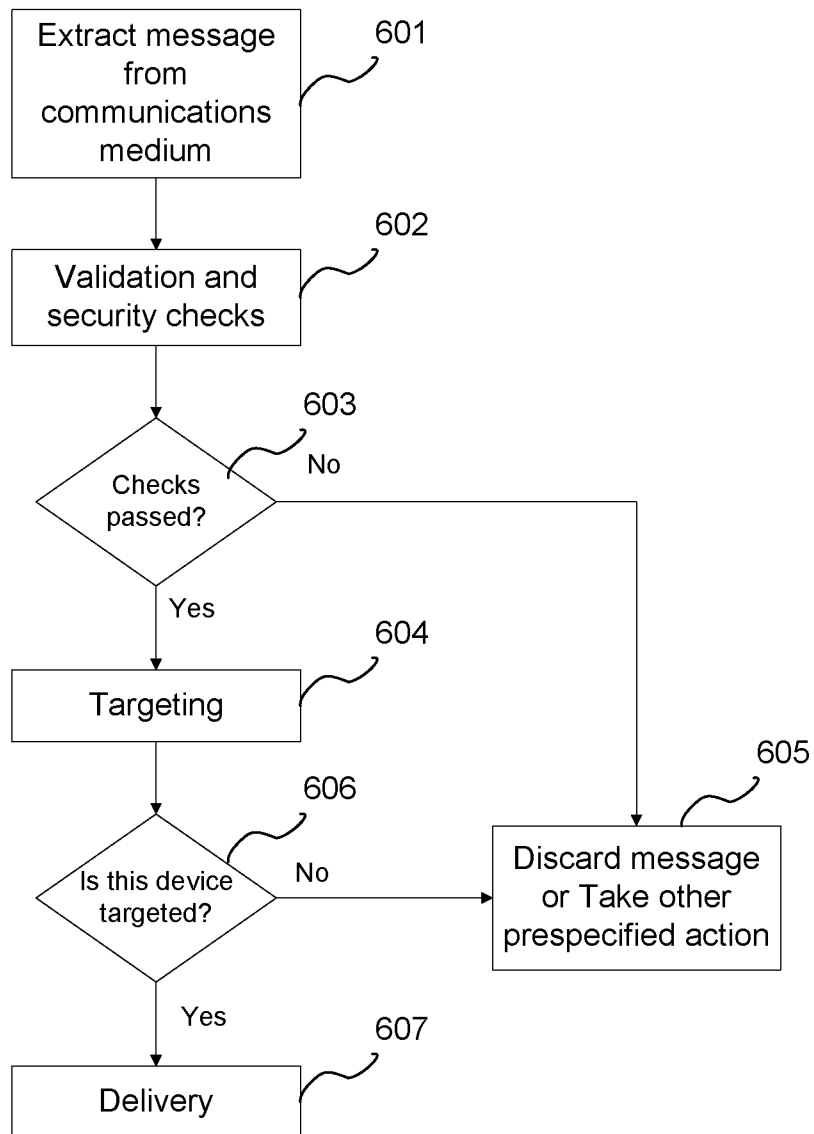 Extract message
from
communications
medium
601
Validation and
security checks
602
603
Checks
passed?
No
Yes
Targeting
604
606
Is this device
targeted?
No
605
Discard message
or Take other
prespecified action
Yes
607
Delivery